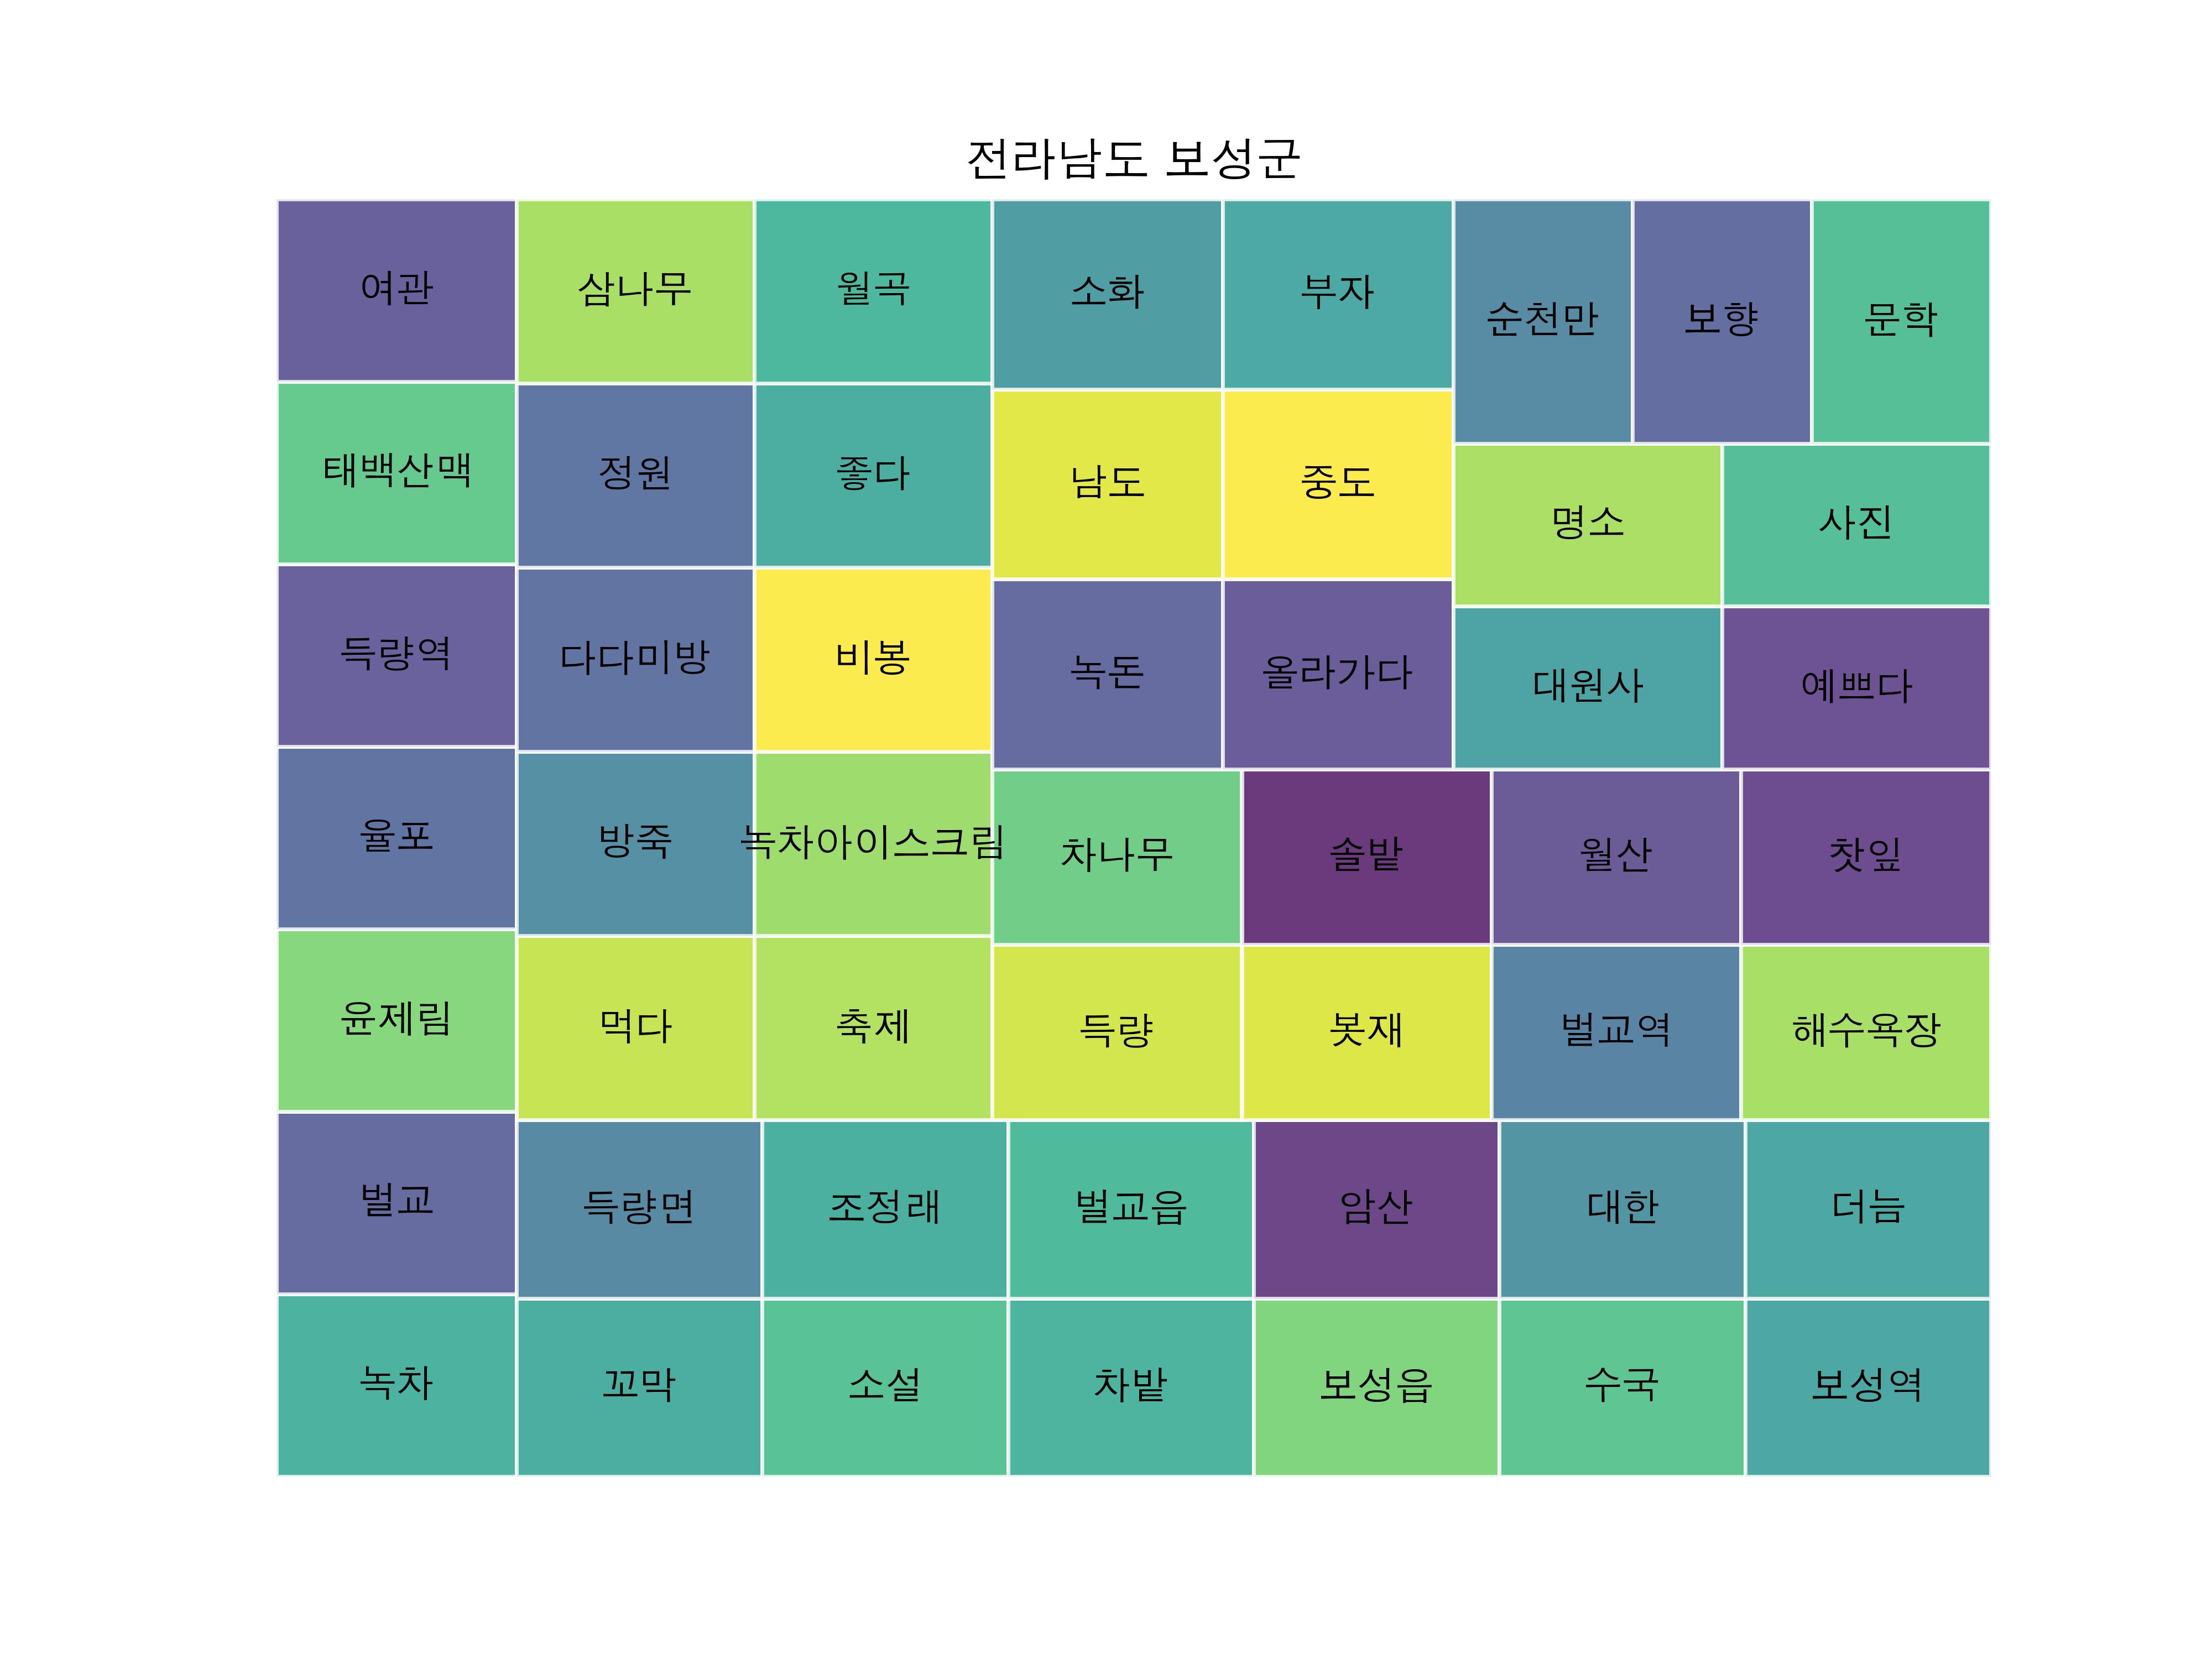 전라남도 보성군
여관
삼나무
월곡
소화
부자
순천만
보향
문학
태백산맥
정원
좋다
남도
중도
명소
사진
득량역
다다미방
비봉
녹돈
올라가다
대원사
예쁘다
율포
방죽
녹차아이스크림
차나무
솔밭
월산
찻잎
윤제림
먹다
축제
득량
봇재
벌교역
해수욕장
벌교
득량면
조정래
벌교읍
암산
대한
더늠
녹차
꼬막
소설
차밭
보성읍
수국
보성역